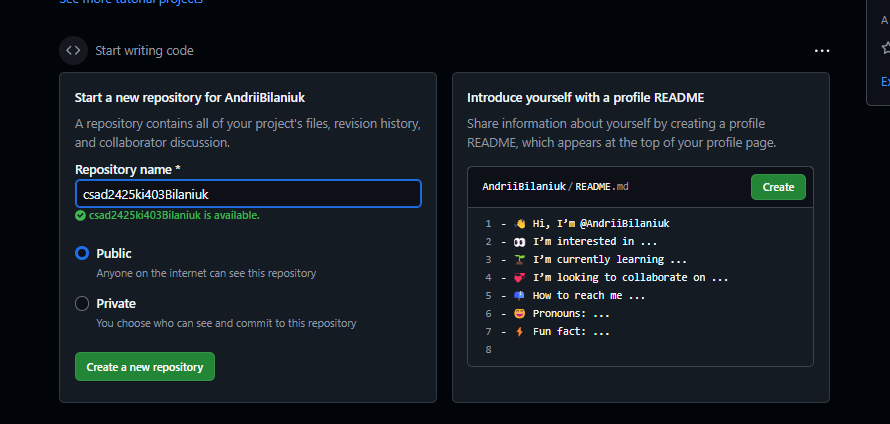 See more tutorial projects
Start writing code
Start a new repository for AndriiBilaniuk
A repository contains all of your project's files, revision history,
and collaborator discussion.
Repository name *
csad2425ki403Bilaniuk
csad2425ki403Bilaniuk is available.
Public
Anyone on the internet can see this repository
Private
You choose who can see and commit to this repository
Create a new repository
Introduce yourself with a profile README
Share information about yourself by creating a profile
README, which appears at the top of your profile page.
AndriiBilaniuk/README.md
Create
1 - 👋 Hi, I’m @AndriiBilaniuk
2 - 👀 I’m interested in ...
3 - 🌱 I’m currently learning ...
4 - 💞️ I’m looking to collaborate on ...
5 - 📫 How to reach me ...
6 - 😄 Pronouns: ...
7 - ⚡ Fun fact: ...
8
A
Ex